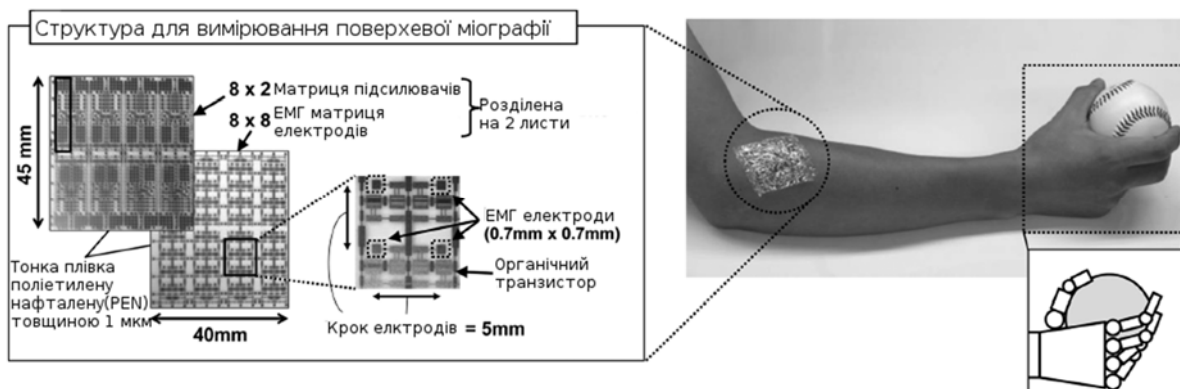 Структура для вимірювання поверхевої міографії
8 x 2 Матриця підсилювачів
8 x 8 ЕМГ матриця
електродів
Розділена
на 2 листи
45 mm
ЕМГ електроди
(0.7mm x 0.7mm)
Органічний
транзистор
Тонка плівка
поліетилену
нафталену(PEN)
товщиною 1 мкм
40mm
Крок елктродів = 5mm